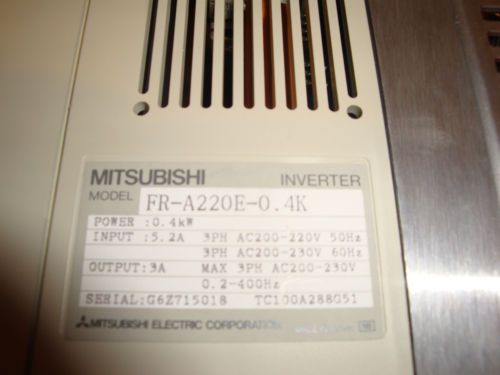 MITSUBISHI INVERTER
MODEL FR-A220E-0.4K
POWER :0.4kW
INPUT :5.2A 3PH AC200-220V 50Hz
3PH AC200-230V 60Hz
OUTPUT:3A MAX 3PH AC200-230V
0.2-400Hz
SERIAL:G6Z715018 TC100A288G51
MITSUBISHI ELECTRIC CORPORATION